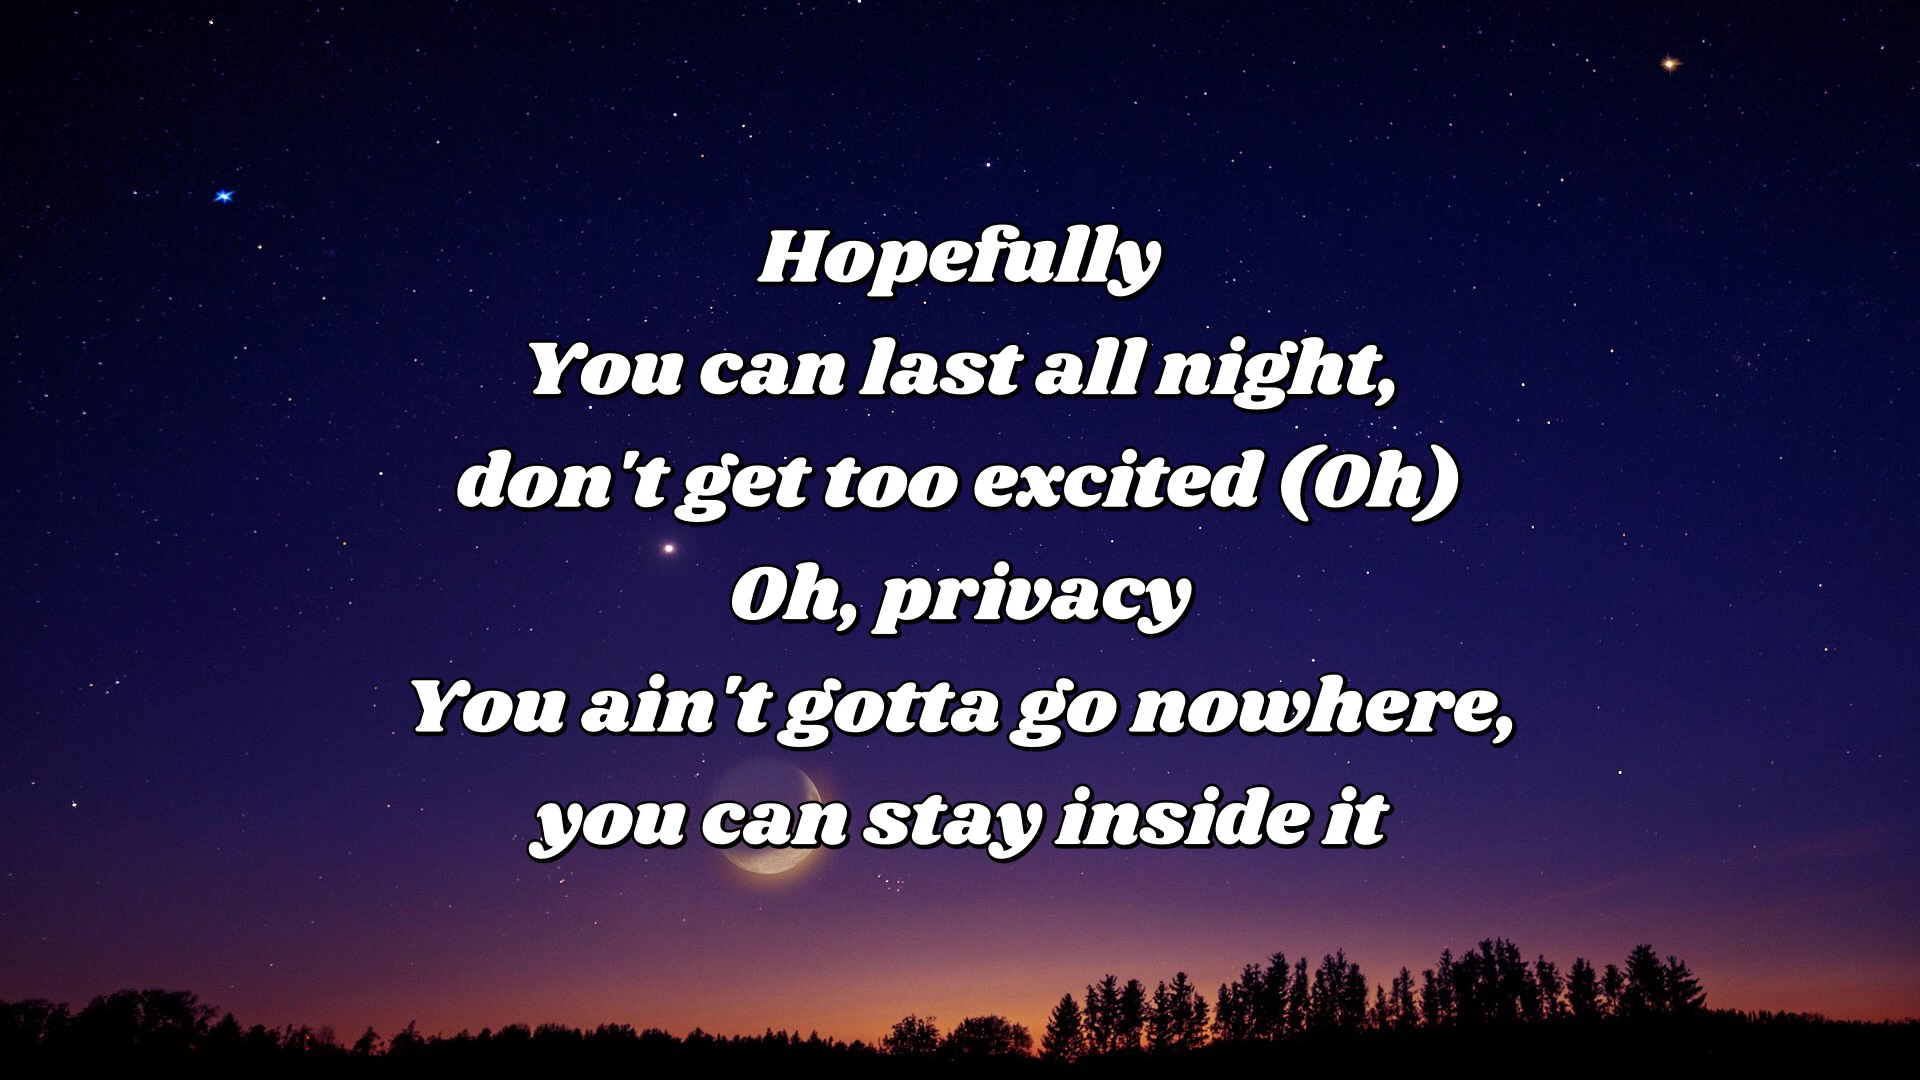 Hopefully
You can last all night,
don't get too excited (Oh)
Oh, privacy
You ain't gotta go nowhere,
you can stay inside it